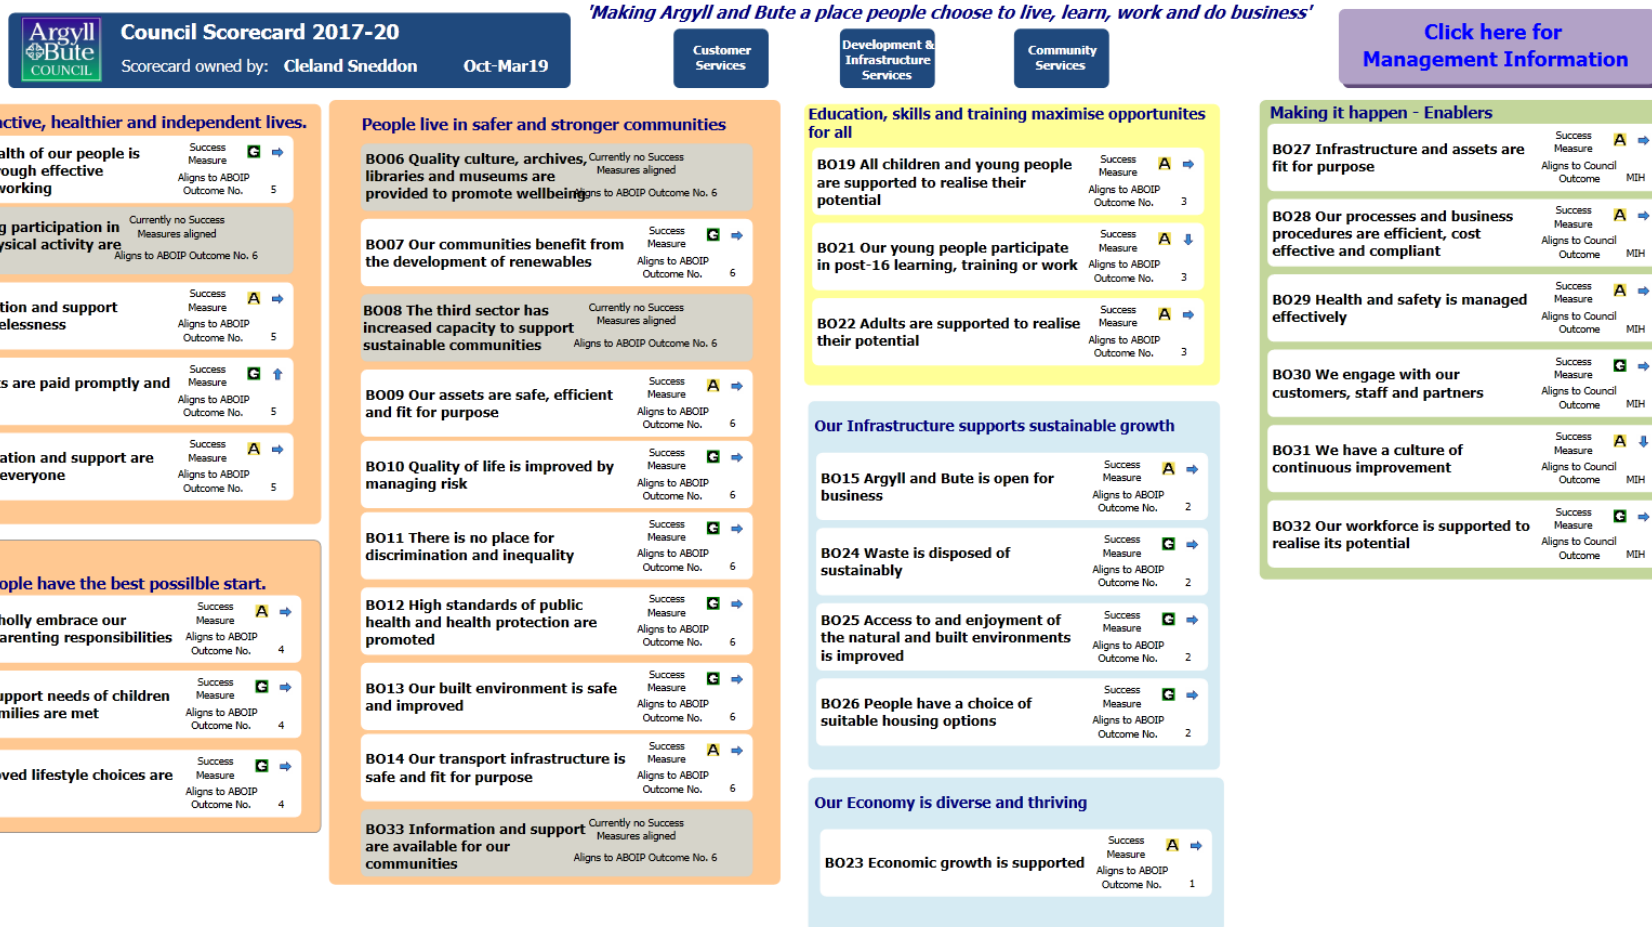 'Making Argyll and Bute a place people choose to live, learn, work and do business'
Argyll
&Bute
COUNCIL
Council Scorecard 2017-20
Scorecard owned by: Cleland Sneddon Oct-Mar19
Customer
Services
Development &
Infrastructure
Services
Community
Services
Click here for
Management Information
active, healthier and independent lives.
alth of our people is
rough effective
working
Success
Measure
G
Aligns to ABOIP
Outcome No. 5
g participation in
ysical activity are
Currently no Success
Measures aligned
Aligns to ABOIP Outcome No. 6
tion and support
elessness
Success
Measure
A
Aligns to ABOIP
Outcome No. 5
ts are paid promptly and
Success
Measure
G
Aligns to ABOIP
Outcome No. 5
ation and support are
everyone
Success
Measure
A
Aligns to ABOIP
Outcome No. 5
ople have the best possilble start.
holly embrace our
arenting responsibilities
Success
Measure
A
Aligns to ABOIP
Outcome No. 4
upport needs of children
milies are met
Success
Measure
G
Aligns to ABOIP
Outcome No. 4
oved lifestyle choices are
Success
Measure
G
Aligns to ABOIP
Outcome No. 4
People live in safer and stronger communities
BO06 Quality culture, archives,
libraries and museums are
provided to promote wellbeing
Currently no Success
Measures aligned
Aligns to ABOIP Outcome No. 6
BO07 Our communities benefit from
the development of renewables
Success
Measure
G
Aligns to ABOIP
Outcome No. 6
BO08 The third sector has
increased capacity to support
sustainable communities
Currently no Success
Measures aligned
Aligns to ABOIP Outcome No. 6
BO09 Our assets are safe, efficient
and fit for purpose
Success
Measure
A
Aligns to ABOIP
Outcome No. 6
BO10 Quality of life is improved by
managing risk
Success
Measure
G
Aligns to ABOIP
Outcome No. 6
BO11 There is no place for
discrimination and inequality
Success
Measure
G
Aligns to ABOIP
Outcome No. 6
BO12 High standards of public
health and health protection are
promoted
Success
Measure
G
Aligns to ABOIP
Outcome No. 6
BO13 Our built environment is safe
and improved
Success
Measure
G
Aligns to ABOIP
Outcome No. 6
BO14 Our transport infrastructure is
safe and fit for purpose
Success
Measure
A
Aligns to ABOIP
Outcome No. 6
BO33 Information and support
are available for our
communities
Currently no Success
Measures aligned
Aligns to ABOIP Outcome No. 6
Education, skills and training maximise opportunites
for all
BO19 All children and young people
are supported to realise their
potential
Success
Measure
A
Aligns to ABOIP
Outcome No. 3
BO21 Our young people participate
in post-16 learning, training or work
Success
Measure
A
Aligns to ABOIP
Outcome No. 3
BO22 Adults are supported to realise
their potential
Success
Measure
A
Aligns to ABOIP
Outcome No. 3
Our Infrastructure supports sustainable growth
BO15 Argyll and Bute is open for
business
Success
Measure
A
Aligns to ABOIP
Outcome No. 2
BO24 Waste is disposed of
sustainably
Success
Measure
G
Aligns to ABOIP
Outcome No. 2
BO25 Access to and enjoyment of
the natural and built environments
is improved
Success
Measure
G
Aligns to ABOIP
Outcome No. 2
BO26 People have a choice of
suitable housing options
Success
Measure
G
Aligns to ABOIP
Outcome No. 2
Our Economy is diverse and thriving
BO23 Economic growth is supported
Success
Measure
A
Aligns to ABOIP
Outcome No. 1
Making it happen - Enablers
BO27 Infrastructure and assets are
fit for purpose
Success
Measure
A
Aligns to Council
Outcome MIH
BO28 Our processes and business
procedures are efficient, cost
effective and compliant
Success
Measure
A
Aligns to Council
Outcome MIH
BO29 Health and safety is managed
effectively
Success
Measure
A
Aligns to Council
Outcome MIH
BO30 We engage with our
customers, staff and partners
Success
Measure
G
Aligns to Council
Outcome MIH
BO31 We have a culture of
continuous improvement
Success
Measure
A
Aligns to Council
Outcome MIH
BO32 Our workforce is supported to
realise its potential
Success
Measure
G
Aligns to Council
Outcome MIH